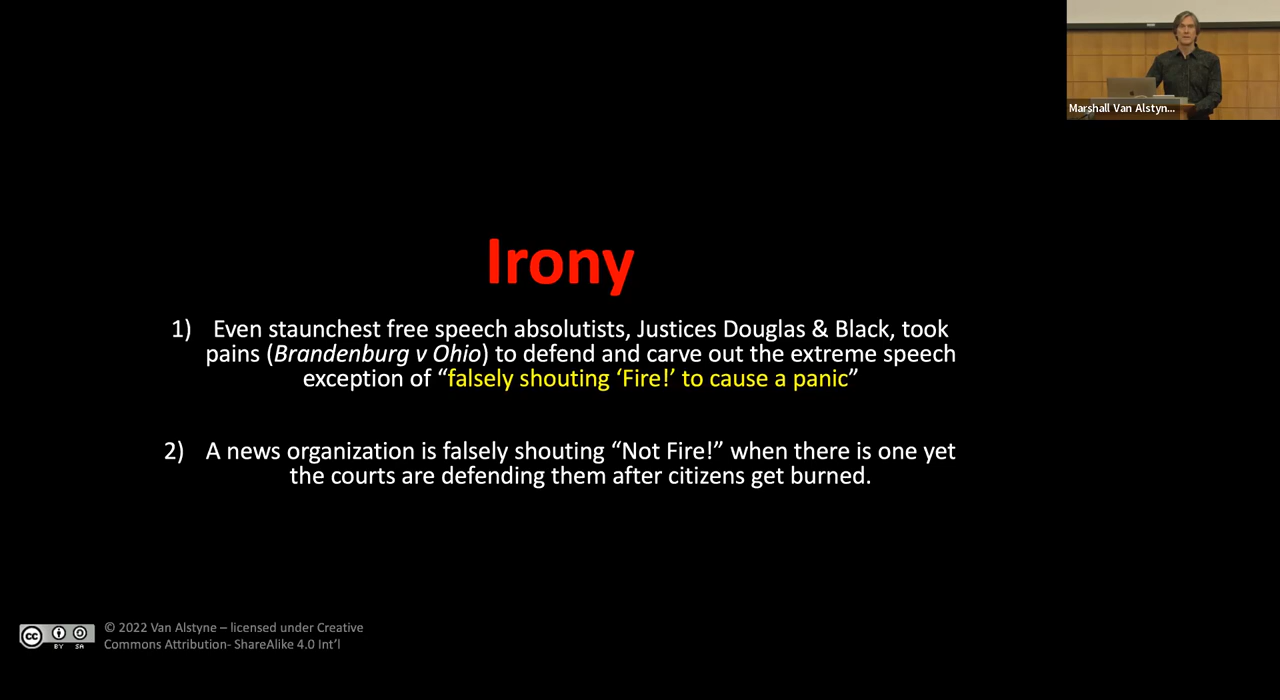 Marshall Van Alstyn...
Irony
1) Even staunchest free speech absolutists, Justices Douglas & Black, took
pains (Brandenburg v Ohio) to defend and carve out the extreme speech
exception of “falsely shouting ‘Fire!’ to cause a panic”
2) A news organization is falsely shouting “Not Fire!” when there is one yet
the courts are defending them after citizens get burned.
© 2022 Van Alstyne – licensed under Creative
Commons Attribution- ShareAlike 4.0 Int’l
cc
BY SA